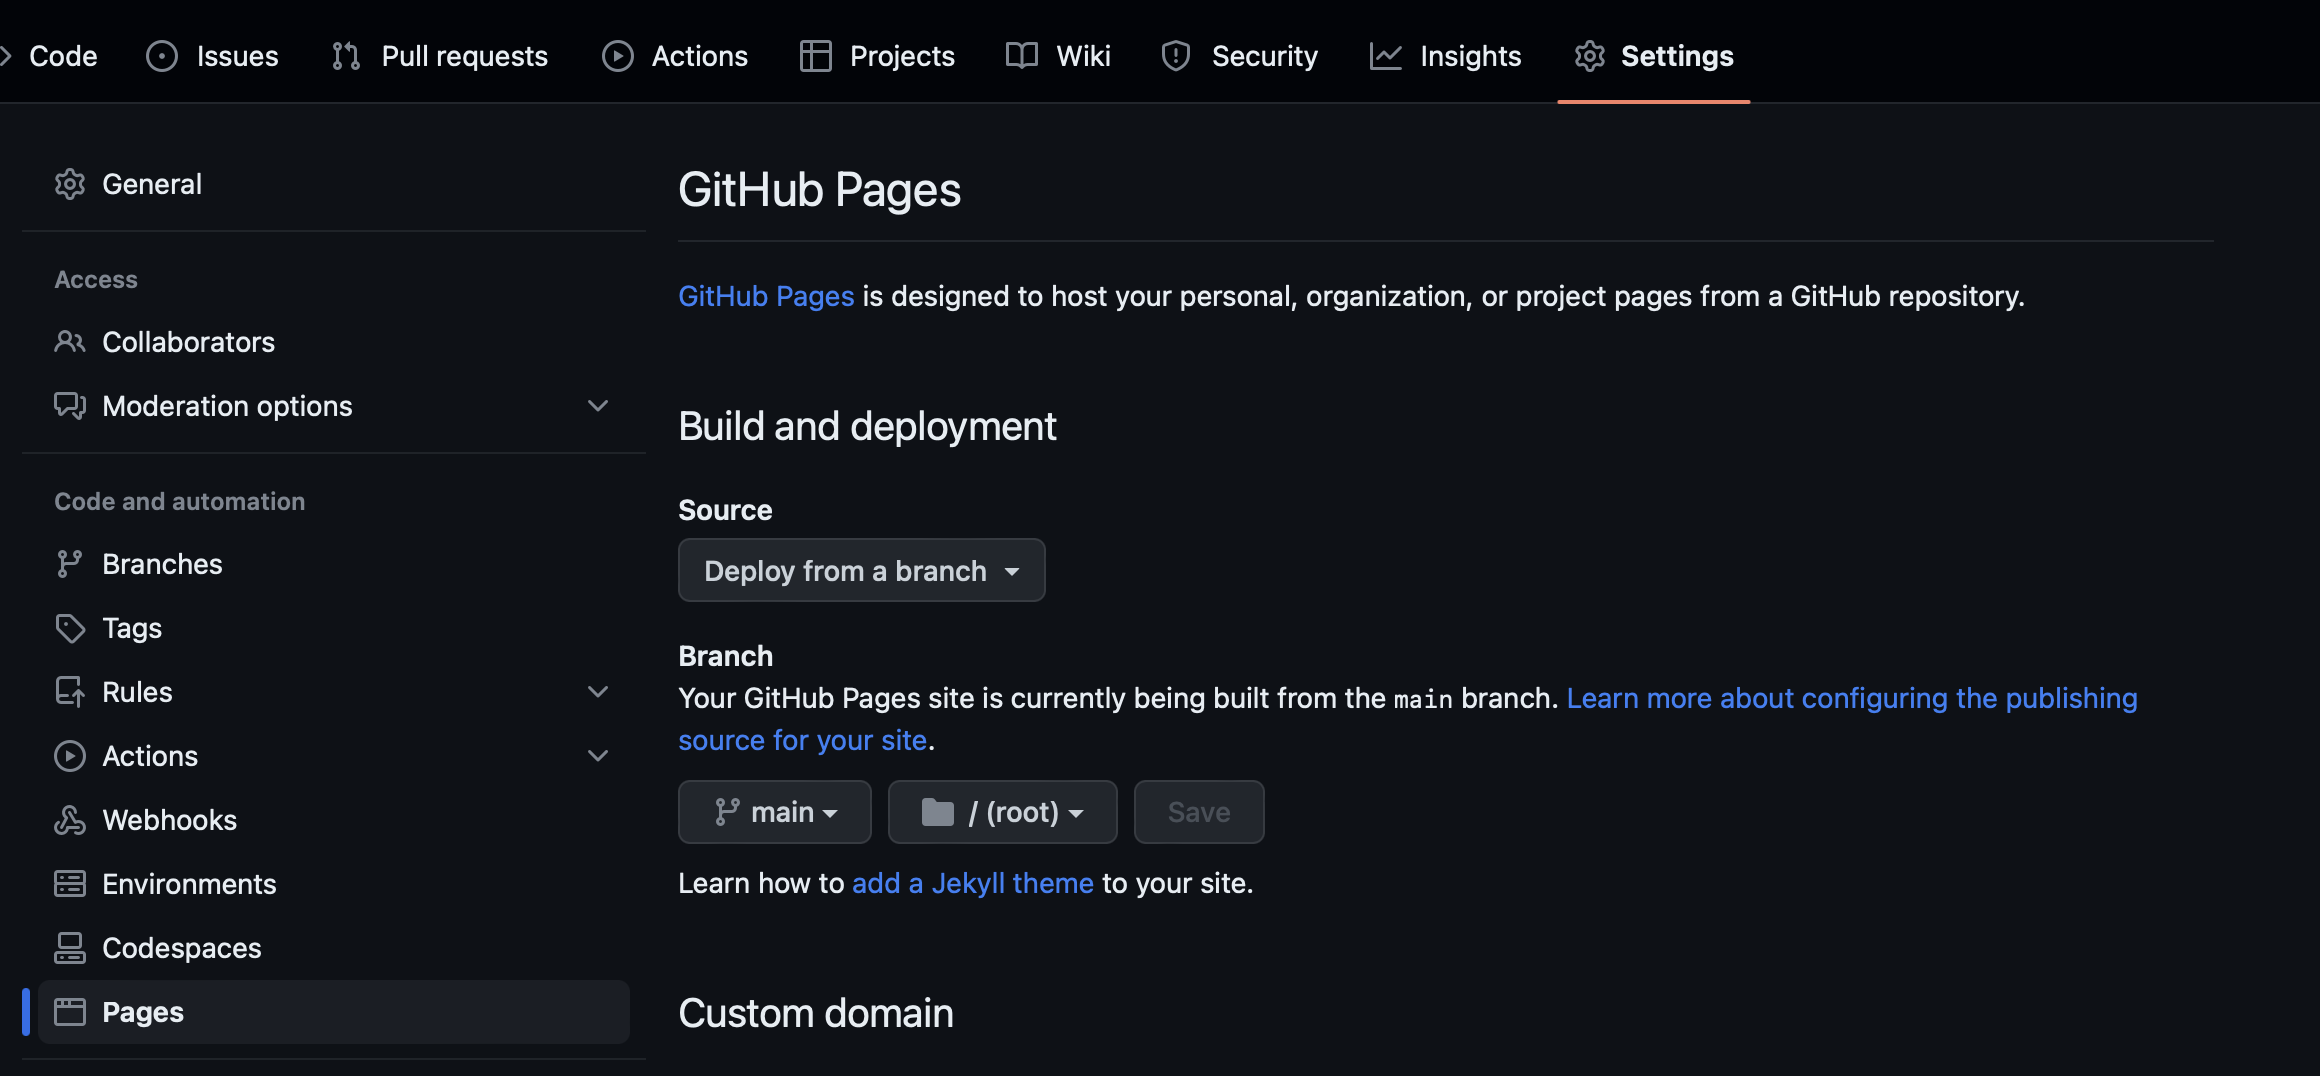 Code Issues Pull requests Actions Projects Wiki Security Insights Settings
General
Access
Collaborators
Moderation options
Code and automation
Branches
Tags
Rules
Actions
Webhooks
Environments
Codespaces
Pages
GitHub Pages
GitHub Pages is designed to host your personal, organization, or project pages from a GitHub repository.
Build and deployment
Source
Deploy from a branch
Branch
Your GitHub Pages site is currently being built from the main branch. Learn more about configuring the publishing
source for your site.
main / (root) Save
Learn how to add a Jekyll theme to your site.
Custom domain